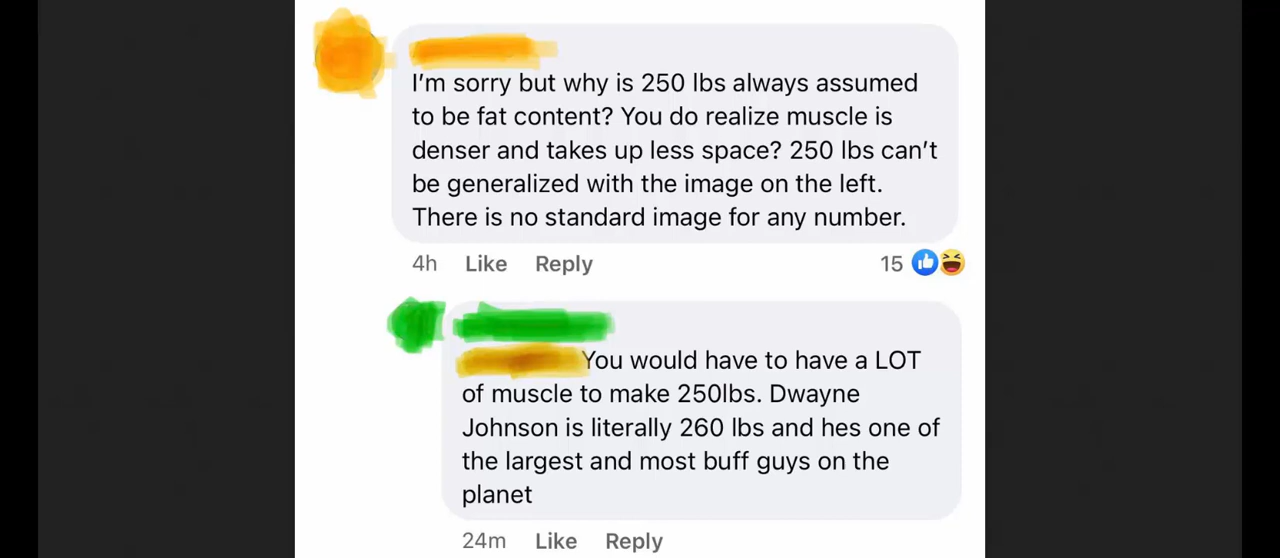 I'm sorry but why is 250 lbs always assumed
to be fat content? You do realize muscle is
denser and takes up less space? 250 lbs can't
be generalized with the image on the left.
There is no standard image for any number.
4h Like Reply 15
You would have to have a LOT
of muscle to make 250lbs. Dwayne
Johnson is literally 260 lbs and hes one of
the largest and most buff guys on the
planet
24m Like Reply